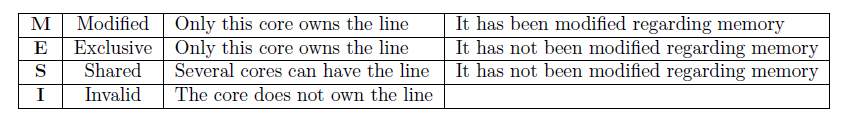 M Modified Only this core owns the line It has been modified regarding memory
E Exclusive Only this core owns the line It has not been modified regarding memory
S Shared Several cores can have the line It has not been modified regarding memory
I Invalid The core does not own the line